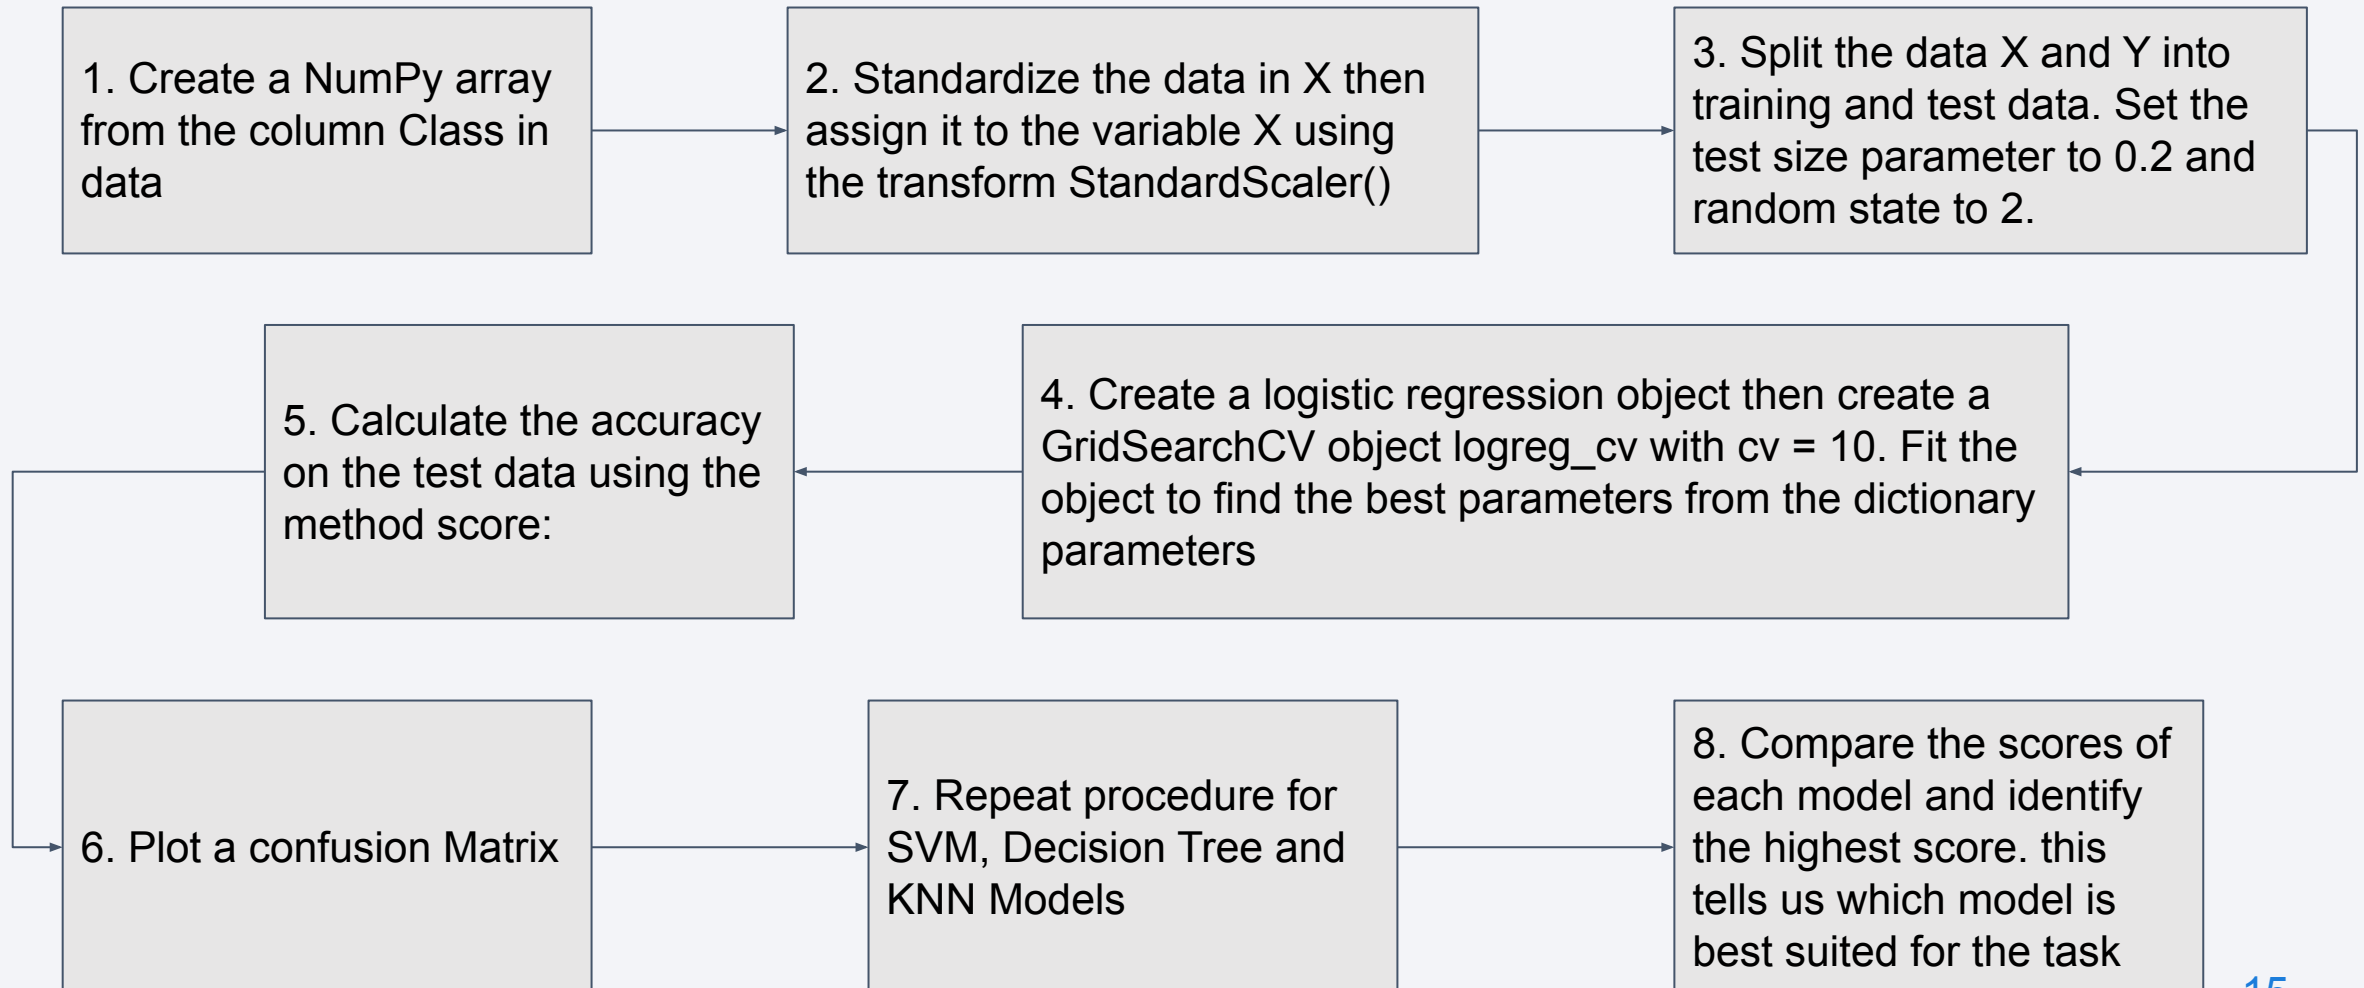 1. Create a NumPy array
from the column Class in
data
2. Standardize the data in X then
assign it to the variable X using
the transform StandardScaler()
3. Split the data X and Y into
training and test data. Set the
test size parameter to 0.2 and
random state to 2.
4. Create a logistic regression object then create a
GridSearchCV object logreg_cv with cv = 10. Fit the
object to find the best parameters from the dictionary
parameters
5. Calculate the accuracy
on the test data using the
method score:
6. Plot a confusion Matrix
7. Repeat procedure for
SVM, Decision Tree and
KNN Models
8. Compare the scores of
each model and identify
the highest score. this
tells us which model is
best suited for the task
15